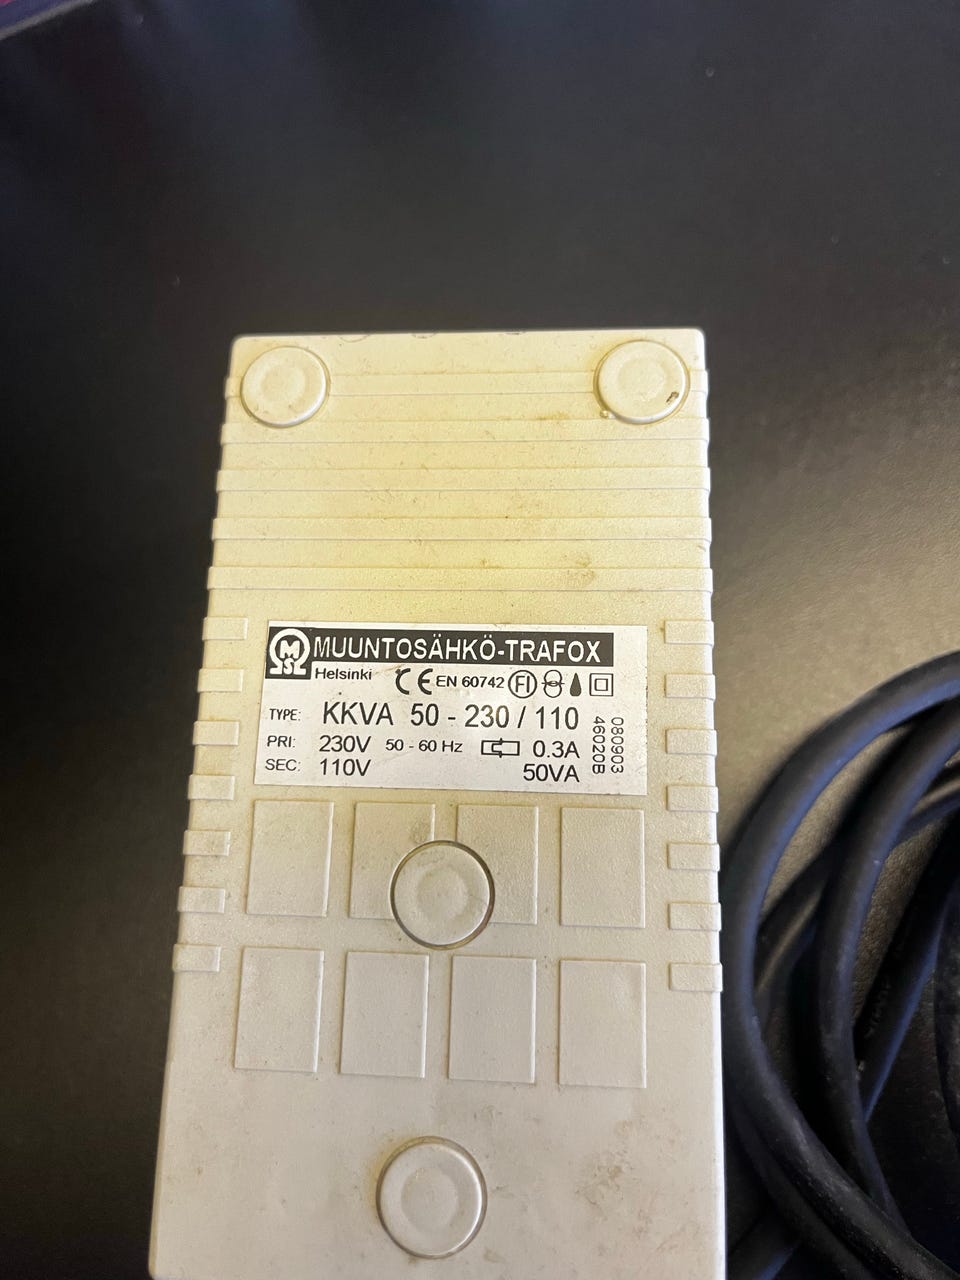 MUUNTOSÄHKÖ-TRAFOX
MSL
Helsinki CE EN 60742 FI
TYPE: KKVA 50 - 230 / 110
PRI: 230V 50 - 60 Hz 0.3A
SEC: 110V 50VA
080903
46020B